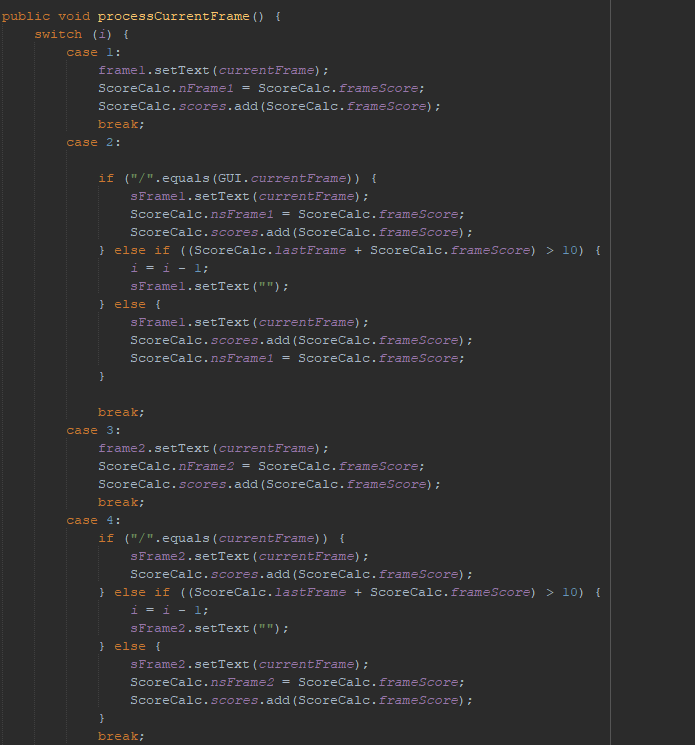 public void processCurrentFrame() {
    switch (i) {
        case 1:
            frame1.setText(currentFrame);
            ScoreCalc.nFrame1 = ScoreCalc.frameScore;
            ScoreCalc.scores.add(ScoreCalc.frameScore);
            break;
        case 2:

            if ("/".equals(GUI.currentFrame)) {
                sFrame1.setText(currentFrame);
                ScoreCalc.nsFrame1 = ScoreCalc.frameScore;
                ScoreCalc.scores.add(ScoreCalc.frameScore);
            } else if ((ScoreCalc.lastFrame + ScoreCalc.frameScore) > 10) {
                i = i - 1;
                sFrame1.setText("");
            } else {
                sFrame1.setText(currentFrame);
                ScoreCalc.scores.add(ScoreCalc.frameScore);
                ScoreCalc.nsFrame1 = ScoreCalc.frameScore;
            }

            break;
        case 3:
            frame2.setText(currentFrame);
            ScoreCalc.nFrame2 = ScoreCalc.frameScore;
            ScoreCalc.scores.add(ScoreCalc.frameScore);
            break;
        case 4:
            if ("/".equals(currentFrame)) {
                sFrame2.setText(currentFrame);
                ScoreCalc.scores.add(ScoreCalc.frameScore);
            } else if ((ScoreCalc.lastFrame + ScoreCalc.frameScore) > 10) {
                i = i - 1;
                sFrame2.setText("");
            } else {
                sFrame2.setText(currentFrame);
                ScoreCalc.nsFrame2 = ScoreCalc.frameScore;
                ScoreCalc.scores.add(ScoreCalc.frameScore);
            }
            break;